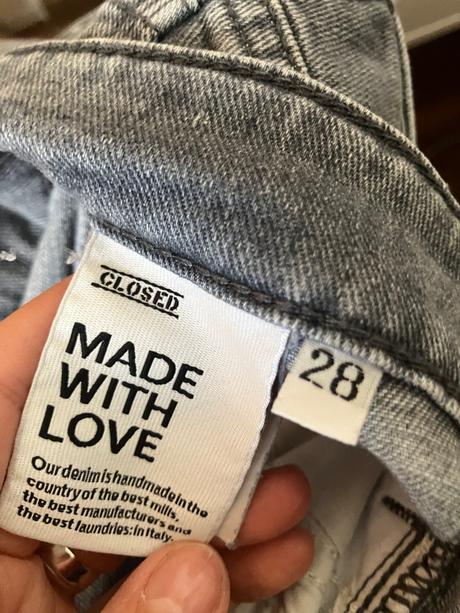 CLOSED
MADE
WITH
LOVE
Our denim is handmade in the
country of the best mills,
the best manufacturers and
the best laundries: in Italy.
28